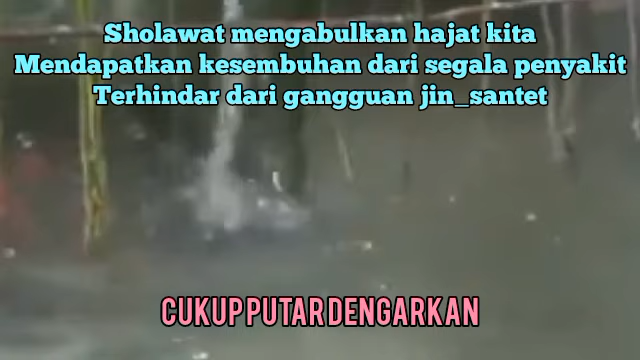 Sholawat mengabulkan hajat kita
Mendapatkan kesembuhan dari segala penyakit
Terhindar dari gangguan jin_santet
CUKUP PUTAR DENGARKAN